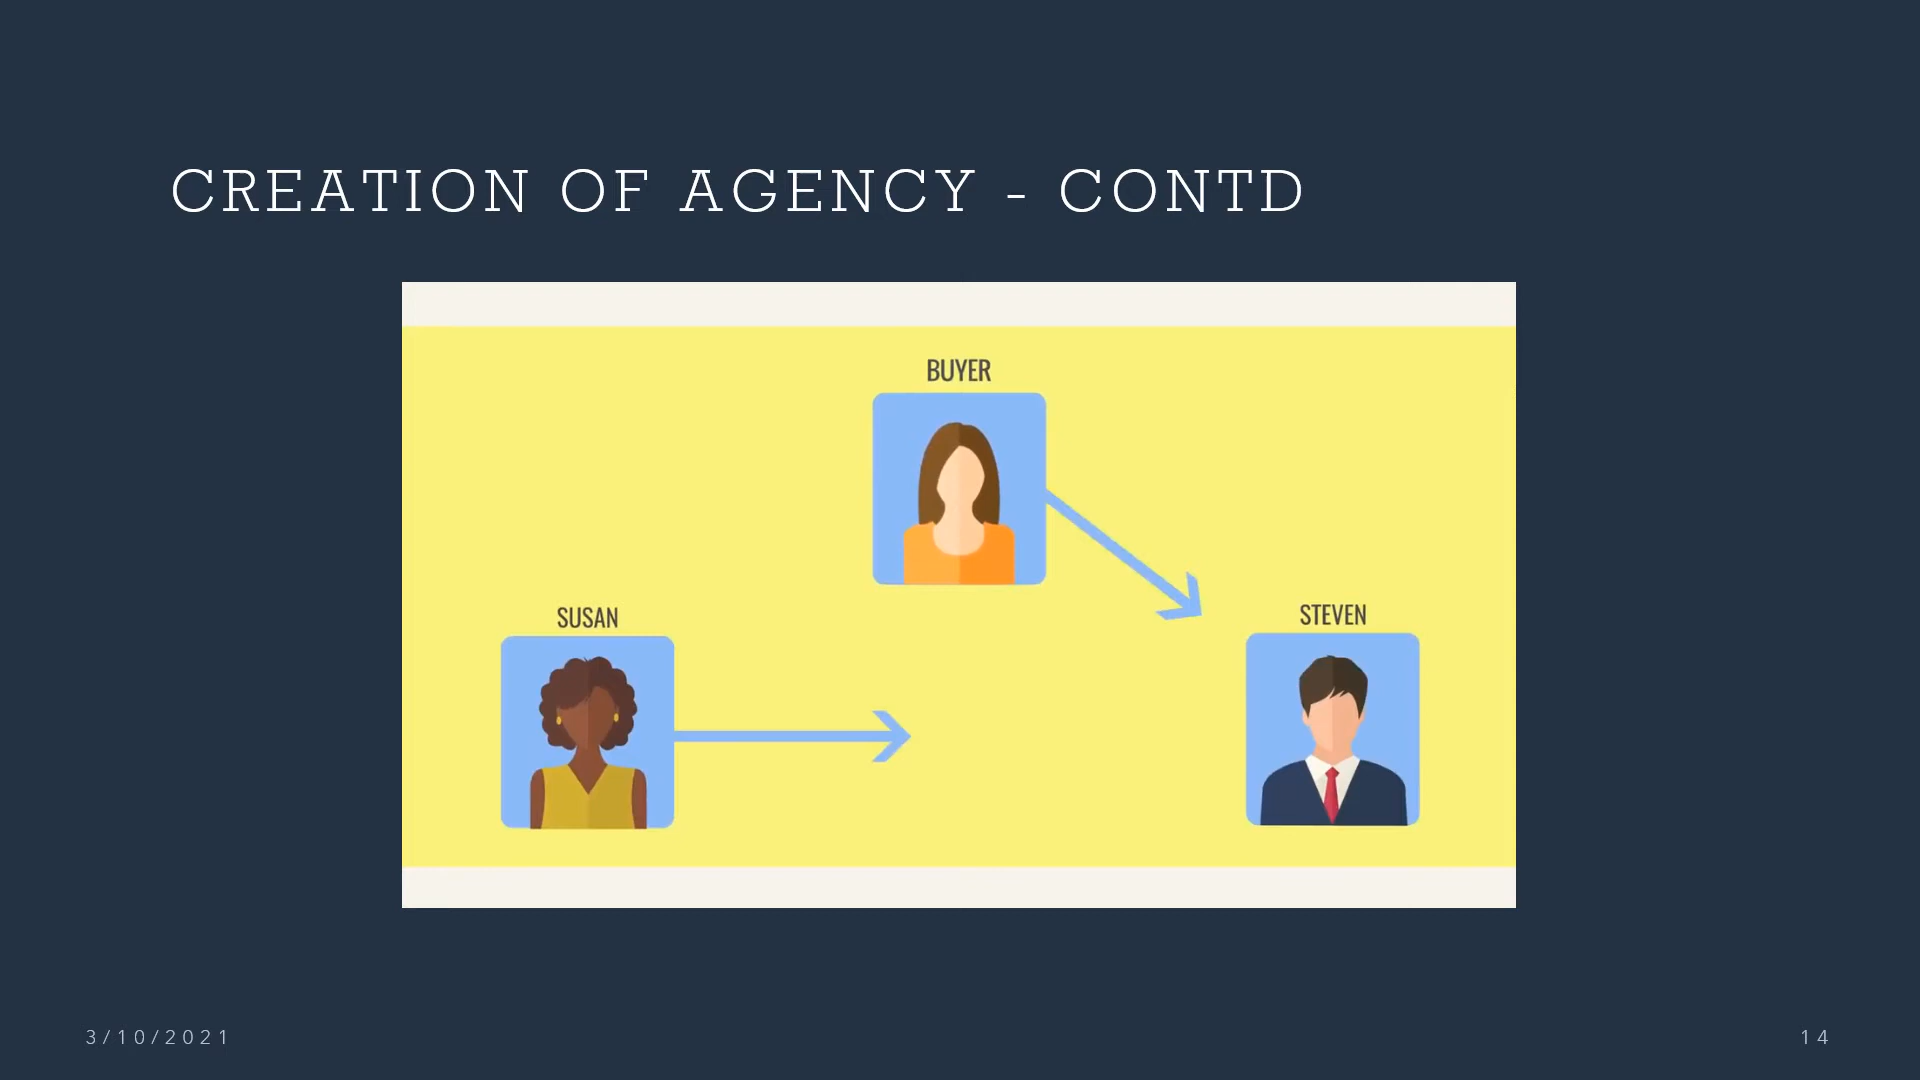 CREATION OF AGENCY - CONTD
BUYER
SUSAN
STEVEN
3/10/2021
14